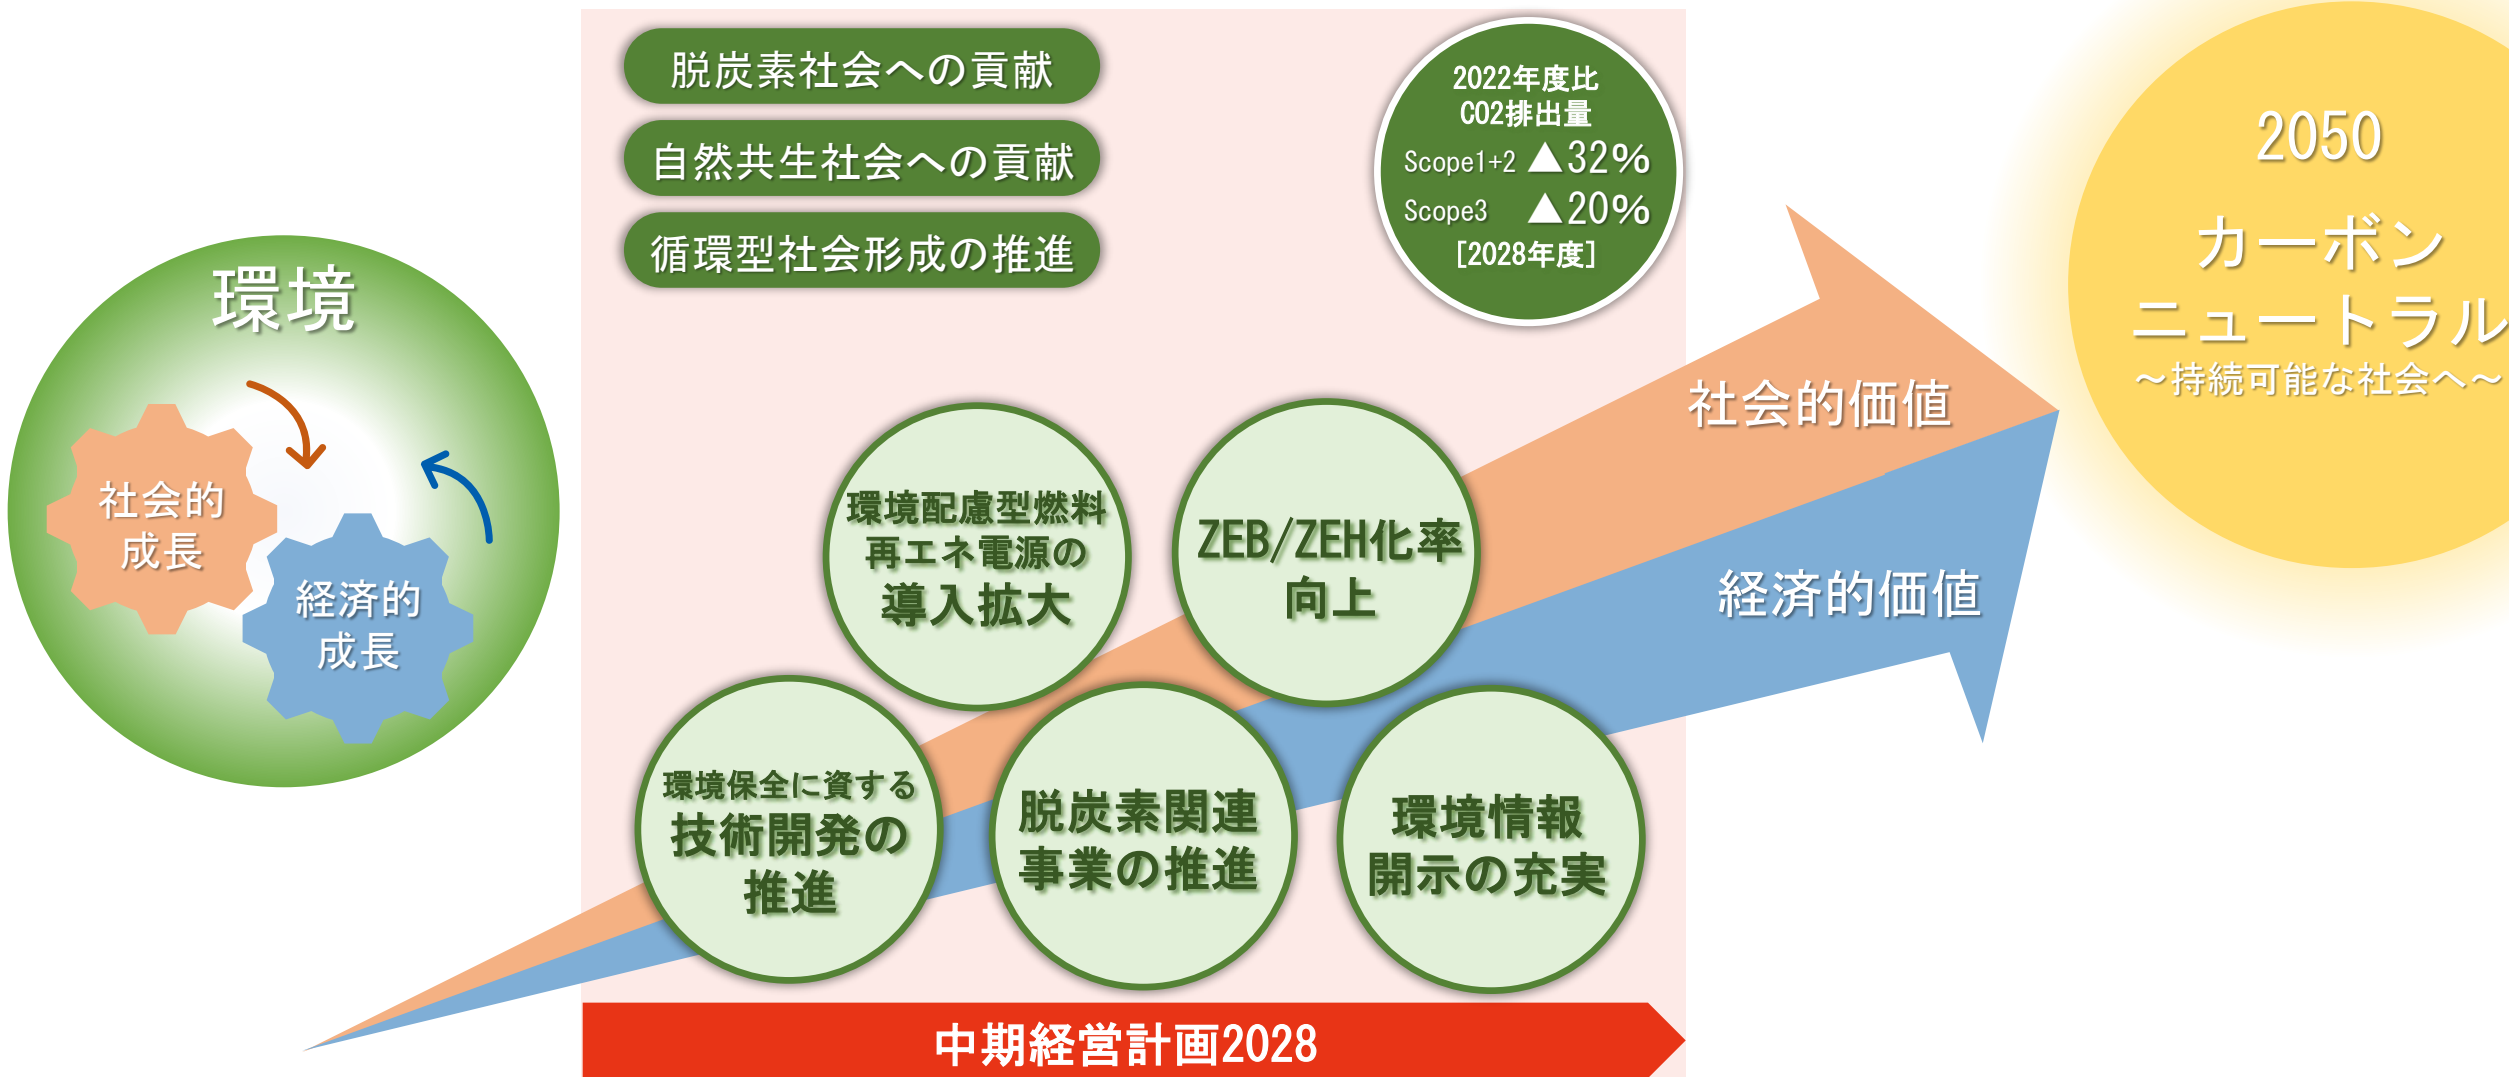 環境
社会的
成長
経済的
成長
脱炭素社会への貢献
自然共生社会への貢献
循環型社会形成の推進
2022年度比
CO2排出量
Scope1+2 ▲32%
Scope3 ▲20%
[2028年度]
環境配慮型燃料
再エネ電源の
導入拡大
ZEB/ZEH化率
向上
環境保全に資する
技術開発の
推進
脱炭素関連
事業の推進
環境情報
開示の充実
社会的価値
経済的価値
2050
カーボン
ニュートラル
～持続可能な社会へ～
中期経営計画2028